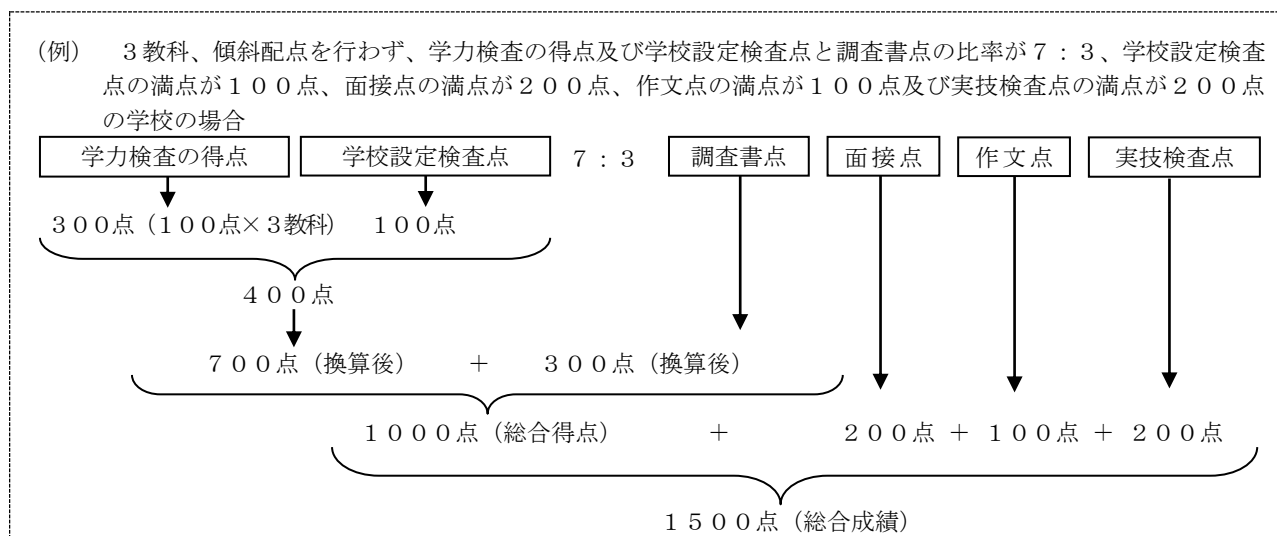 （例）　３教科、傾斜配点を行わず、学力検査の得点及び学校設定検査点と調査書点の比率が７：３、学校設定検査
点の満点が１００点、面接点の満点が２００点、作文点の満点が１００点及び実技検査点の満点が２００点
の学校の場合
学力検査の得点　学校設定検査点　７：３　調査書点　面接点　作文点　実技検査点
３００点（１００点×３教科）　１００点
４００点
７００点（換算後）　＋　３００点（換算後）
１０００点（総合得点）　＋　２００点 ＋ １００点 ＋ ２００点
１５００点（総合成績）